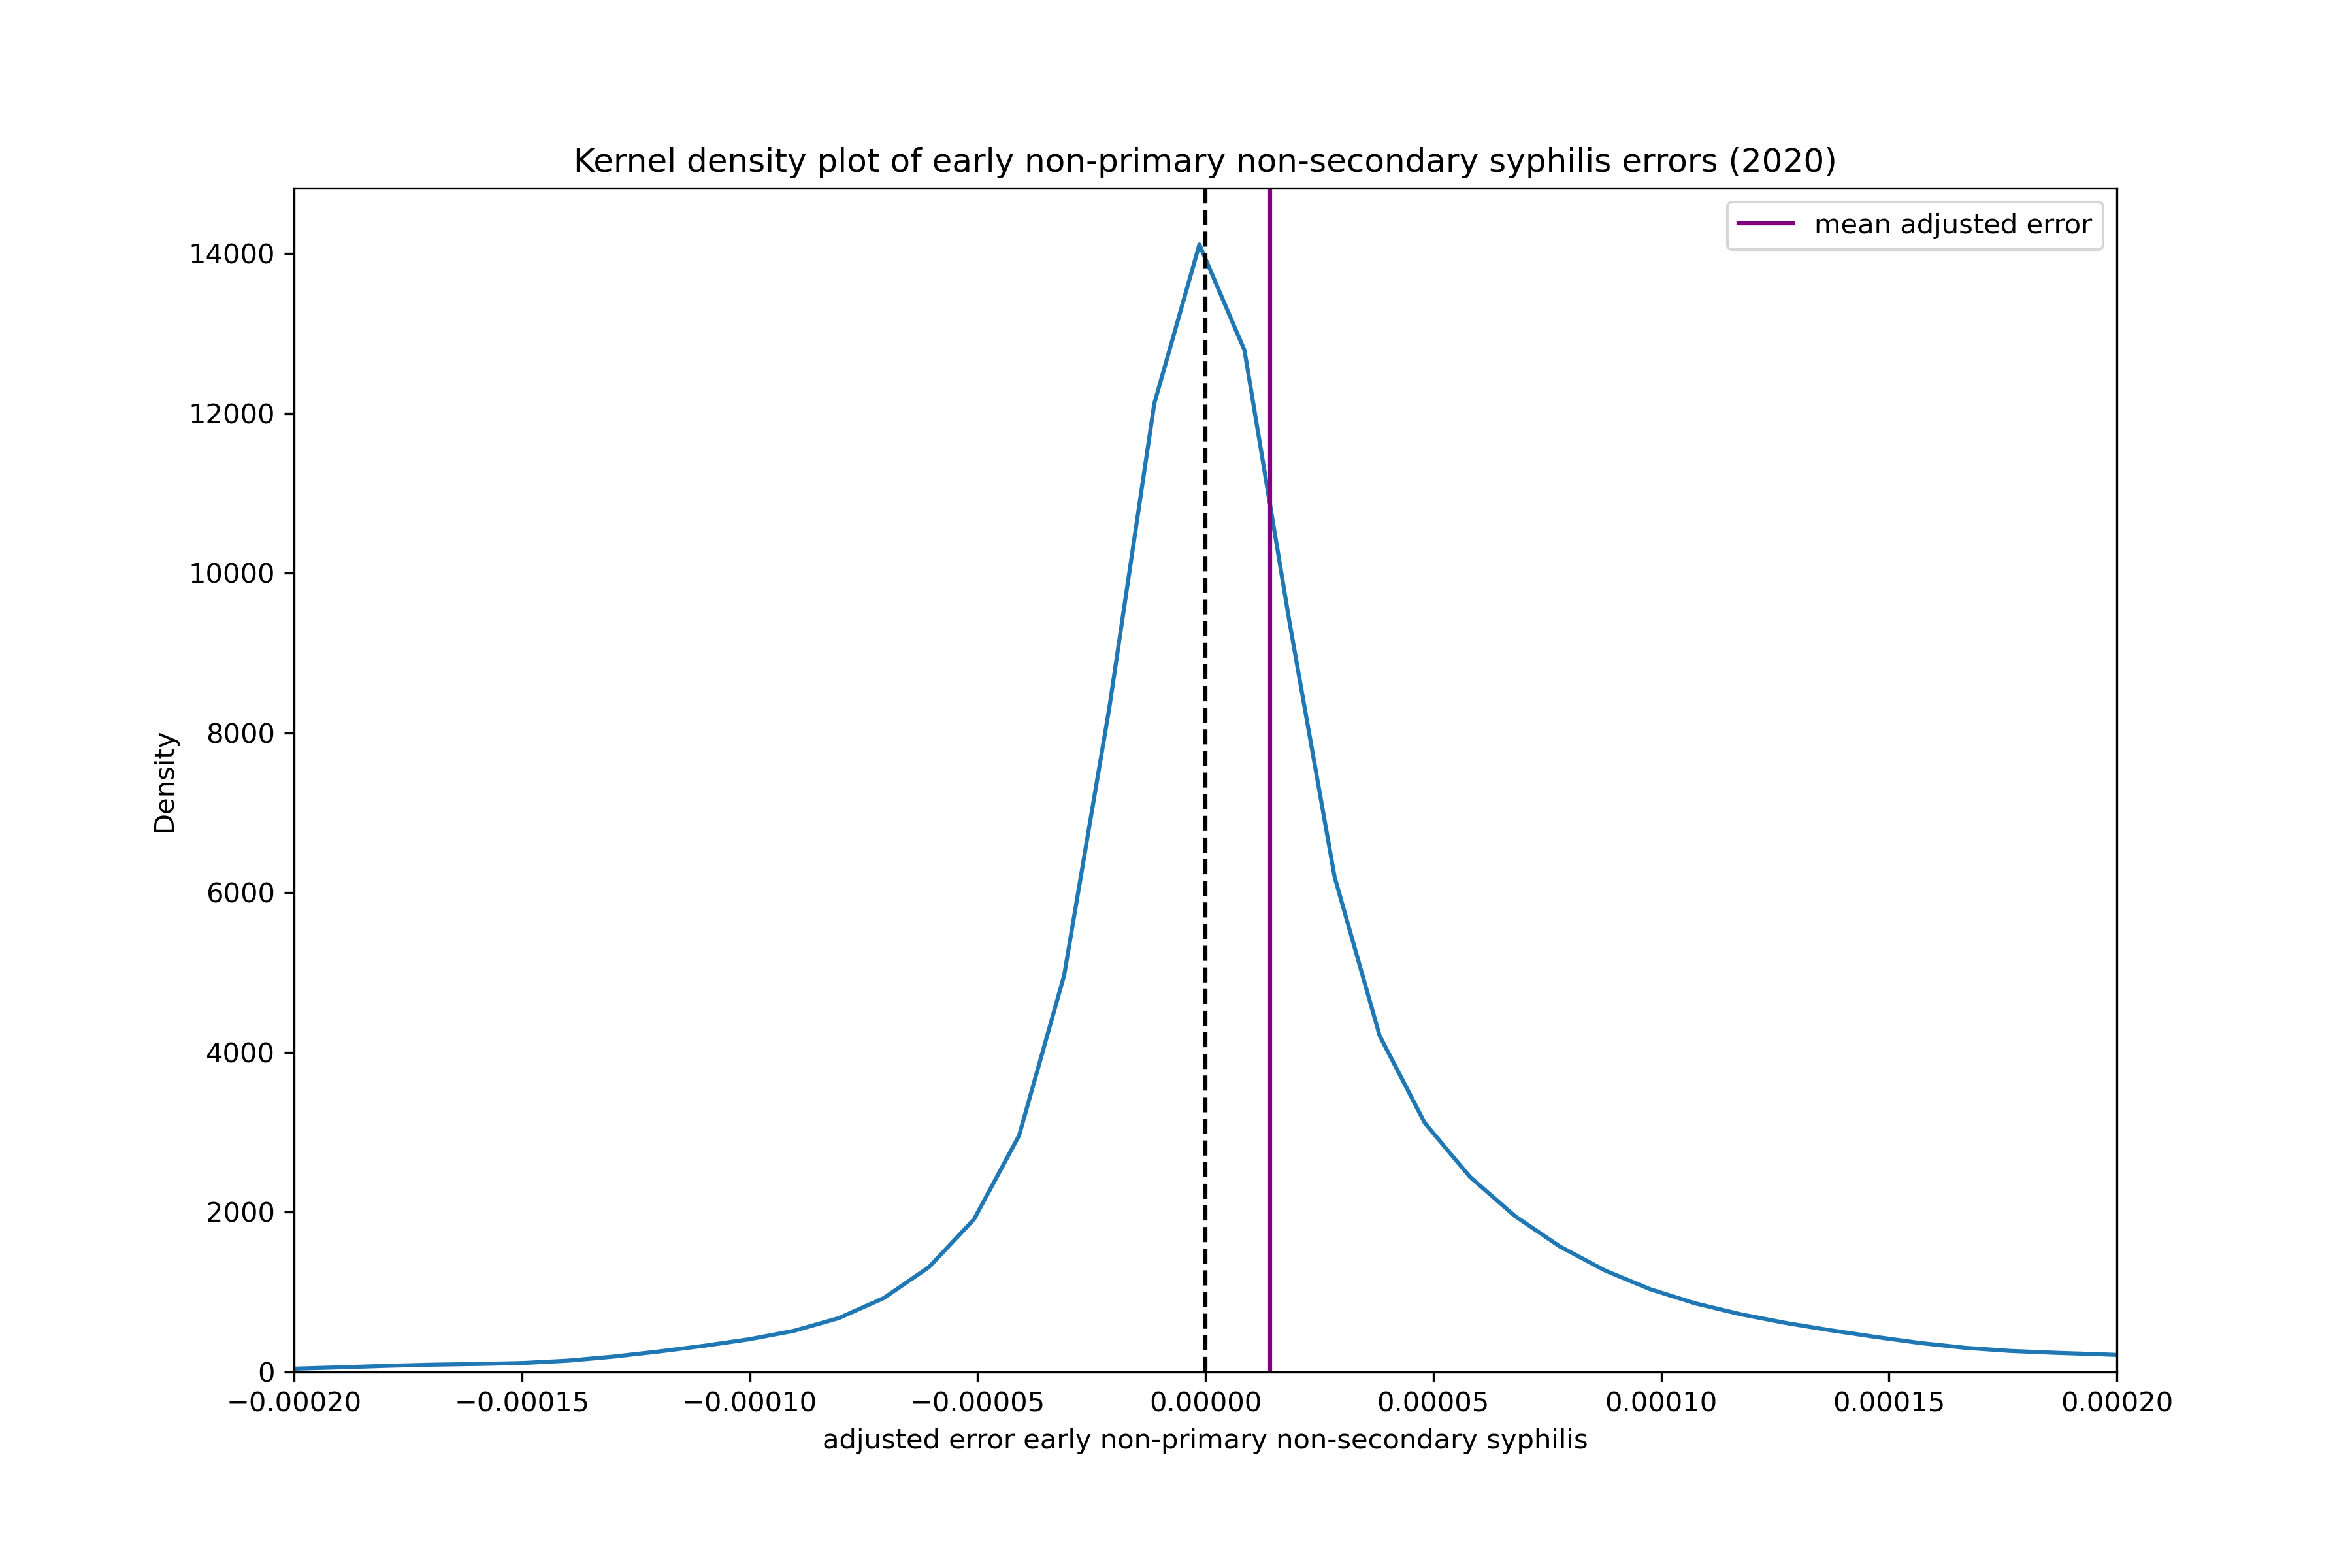 Kernel density plot of early non-primary non-secondary syphilis errors (2020)
mean adjusted error
14000
12000
10000
8000
6000
4000
2000
0
Density
−0.00020 −0.00015 −0.00010 −0.00005 0.00000 0.00005 0.00010 0.00015 0.00020
adjusted error early non-primary non-secondary syphilis